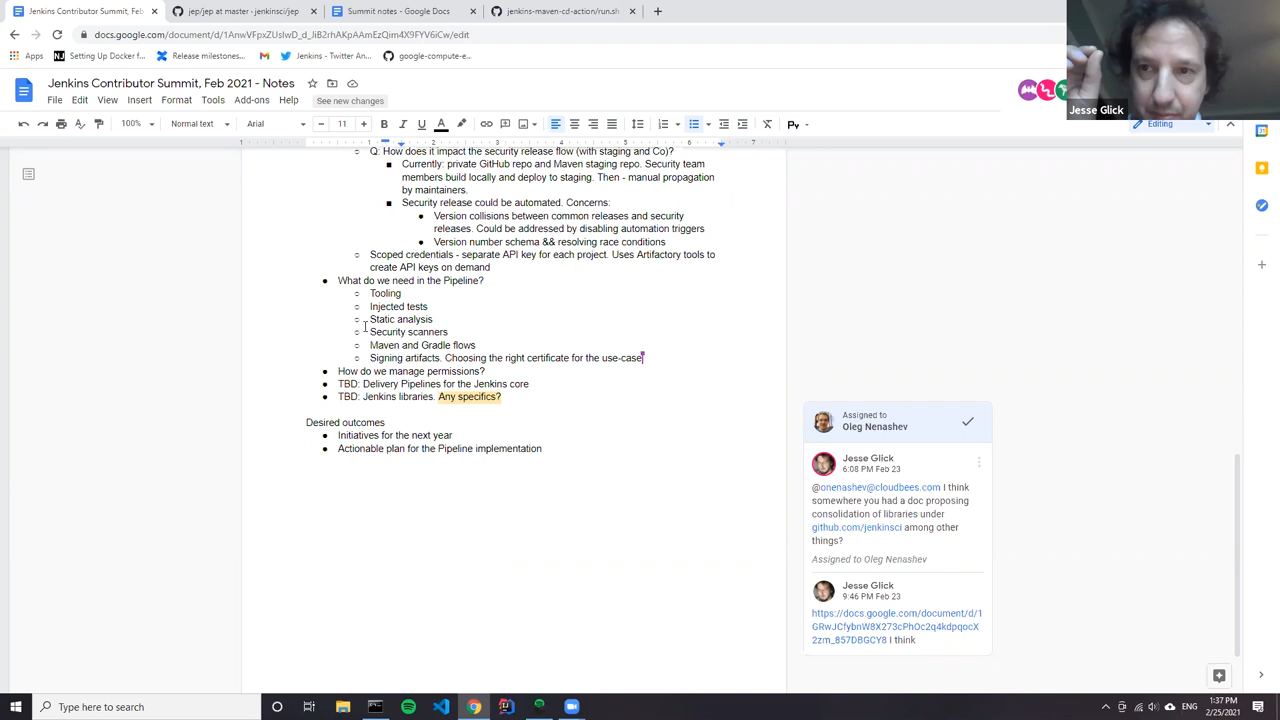 Jenkins Contributor Summit, Feb
jep/jep at master · jenkinsci/jep
Summit notes - Google Docs
jenkins-maven-cd-action/run.sh
docs.google.com/document/d/1AnwVFpxZUslwD_d_JiB2rhAKpAAmEzQim4X9FYV6iCw/edit
Apps
Setting Up Docker f...
Release milestones...
Jenkins - Twitter An...
google-compute-e...
Jenkins Contributor Summit, Feb 2021 - Notes
File Edit View Insert Format Tools Add-ons Help See new changes
Jesse Glick
100% Normal text Arial 11 Editing
1 1 2 3 4 5 6 7
Q: How does it impact the security release flow (with staging and Co)?
Currently: private GitHub repo and Maven staging repo. Security team
members build locally and deploy to staging. Then - manual propagation
by maintainers.
Security release could be automated. Concerns:
Version collisions between common releases and security
releases. Could be addressed by disabling automation triggers
Version number schema && resolving race conditions
Scoped credentials - separate API key for each project. Uses Artifactory tools to
create API keys on demand
What do we need in the Pipeline?
Tooling
Injected tests
Static analysis
Security scanners
Maven and Gradle flows
Signing artifacts. Choosing the right certificate for the use-case
How do we manage permissions?
TBD: Delivery Pipelines for the Jenkins core
TBD: Jenkins libraries. Any specifics?
Desired outcomes
Initiatives for the next year
Actionable plan for the Pipeline implementation
Assigned to
Oleg Nenashev
Jesse Glick
6:08 PM Feb 23
@onenashev@cloudbees.com I think
somewhere you had a doc proposing
consolidation of libraries under
github.com/jenkinsci among other
things?
Assigned to Oleg Nenashev
Jesse Glick
9:46 PM Feb 23
https://docs.google.com/document/d/1
GRwJCfybnW8X273cPhOc2q4kdpqocX
2zm_857DBGCY8 I think
Type here to search
ENG
1:37 PM
2/25/2021